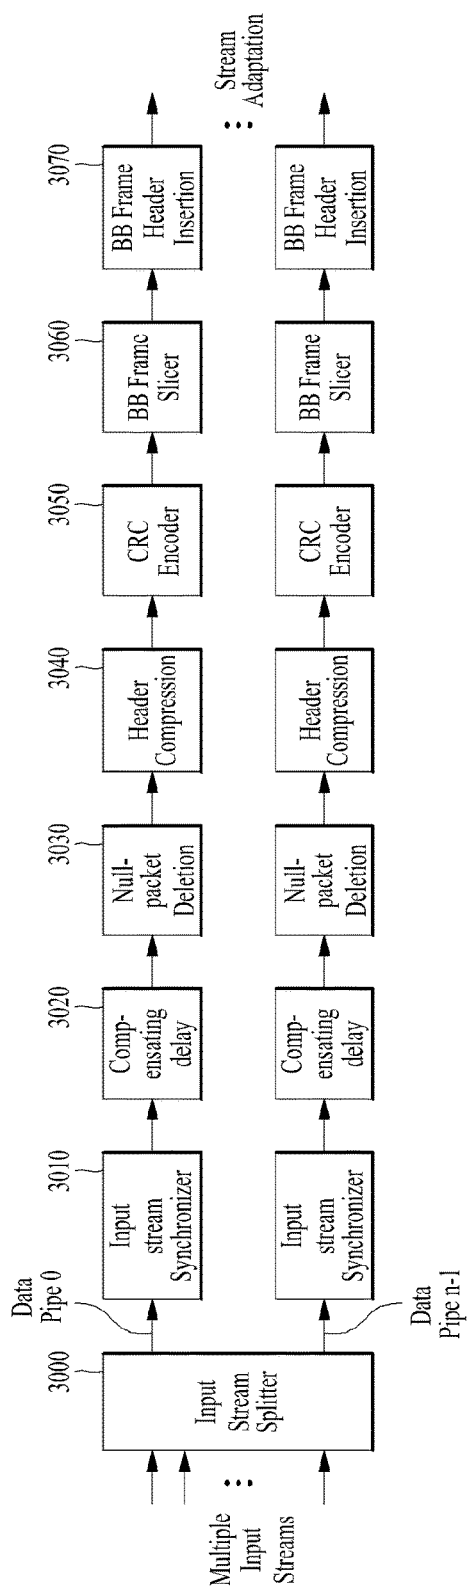 Multiple
Input
Streams
3000
Input
Stream
Splitter
Data
Pipe 0
Data
Pipe n-1
3010
Input
stream
Synchronizer
3020
Comp-
ensating
delay
3030
Null-
packet
Deletion
3040
Header
Compression
3050
CRC
Encoder
3060
BB Frame
Slicer
3070
BB Frame
Header
Insertion
Input
stream
Synchronizer
Comp-
ensating
delay
Null-
packet
Deletion
Header
Compression
CRC
Encoder
BB Frame
Slicer
BB Frame
Header
Insertion
Stream
Adaptation